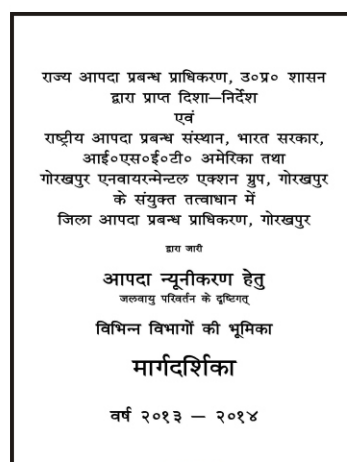 राज्य आपदा प्रबन्ध प्राधिकरण, उ०प्र० शासन
द्वारा प्राप्त दिशा–निर्देश
एवं
राष्ट्रीय आपदा प्रबन्ध संस्थान, भारत सरकार,
आई०एस०ई०टी० अमेरिका तथा
गोरखपुर एनवायरन्मेन्टल एक्शन ग्रुप, गोरखपुर
के संयुक्त तत्वाधान में
जिला आपदा प्रबन्ध प्राधिकरण, गोरखपुर
द्वारा जारी
आपदा न्यूनीकरण हेतु
जलवायु परिवर्तन के दृष्टिगत्
विभिन्न विभागों की भूमिका
मार्गदर्शिका
वर्ष २०१३ – २०१४